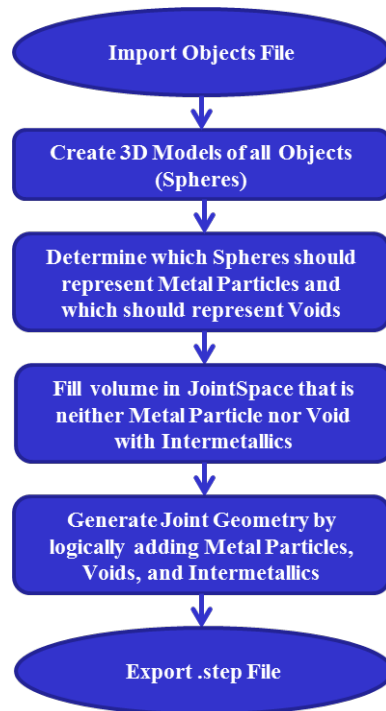 Import Objects File
Create 3D Models of all Objects
(Spheres)
Determine which Spheres should
represent Metal Particles and
which should represent Voids
Fill volume in JointSpace that is
neither Metal Particle nor Void
with Intermetallics
Generate Joint Geometry by
logically adding Metal Particles,
Voids, and Intermetallics
Export .step File